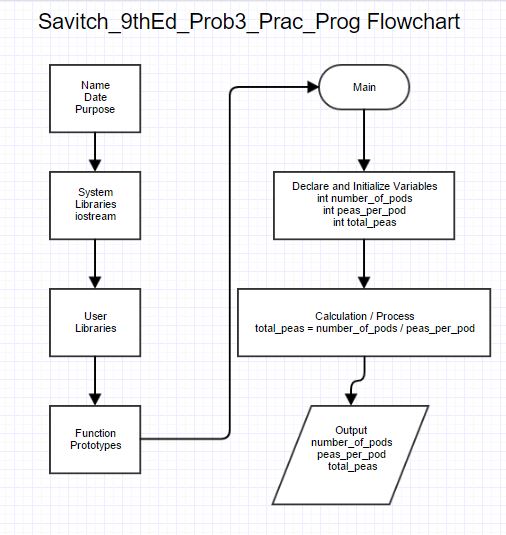 Savitch_9thEd_Prob3_Prac_Prog Flowchart
Name
Date
Purpose
System
Libraries
iostream
User
Libraries
Function
Prototypes
Main
Declare and Initialize Variables
int number_of_pods
int peas_per_pod
int total_peas
Calculation / Process
total_peas = number_of_pods / peas_per_pod
Output
number_of_pods
peas_per_pod
total_peas